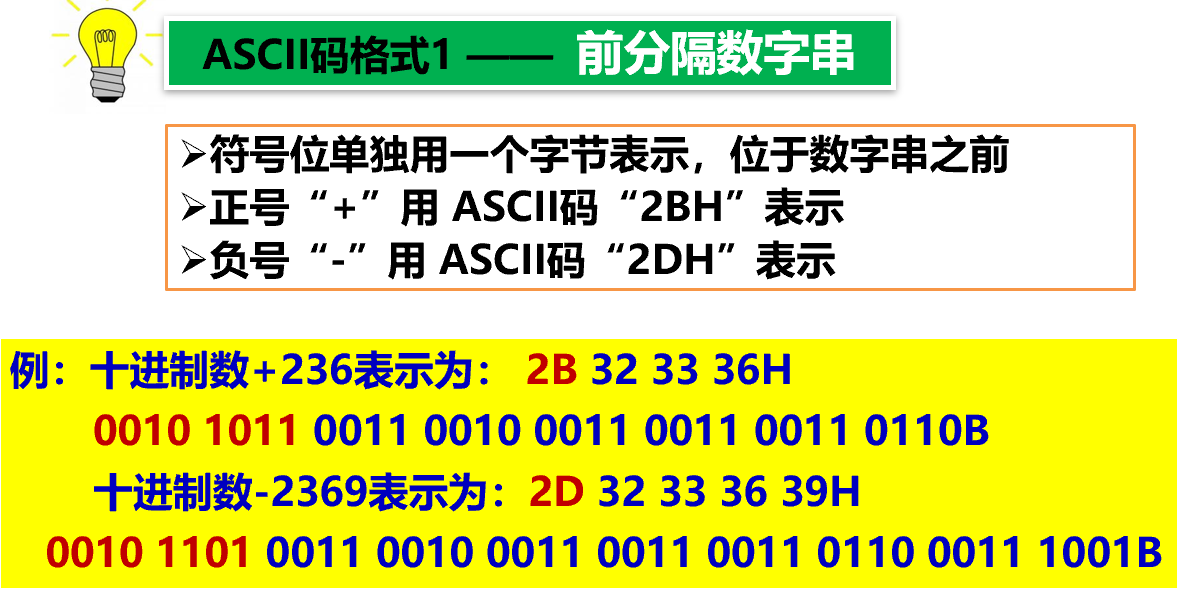 ASCII码格式1 —— 前分隔数字串
➢符号位单独用一个字节表示，位于数字串之前
➢正号“+”用 ASCII码“2BH”表示
➢负号“-”用 ASCII码“2DH”表示
例：十进制数+236表示为： 2B 32 33 36H
0010 1011 0011 0010 0011 0011 0011 0110B
十进制数-2369表示为：2D 32 33 36 39H
0010 1101 0011 0010 0011 0011 0011 0110 0011 1001B